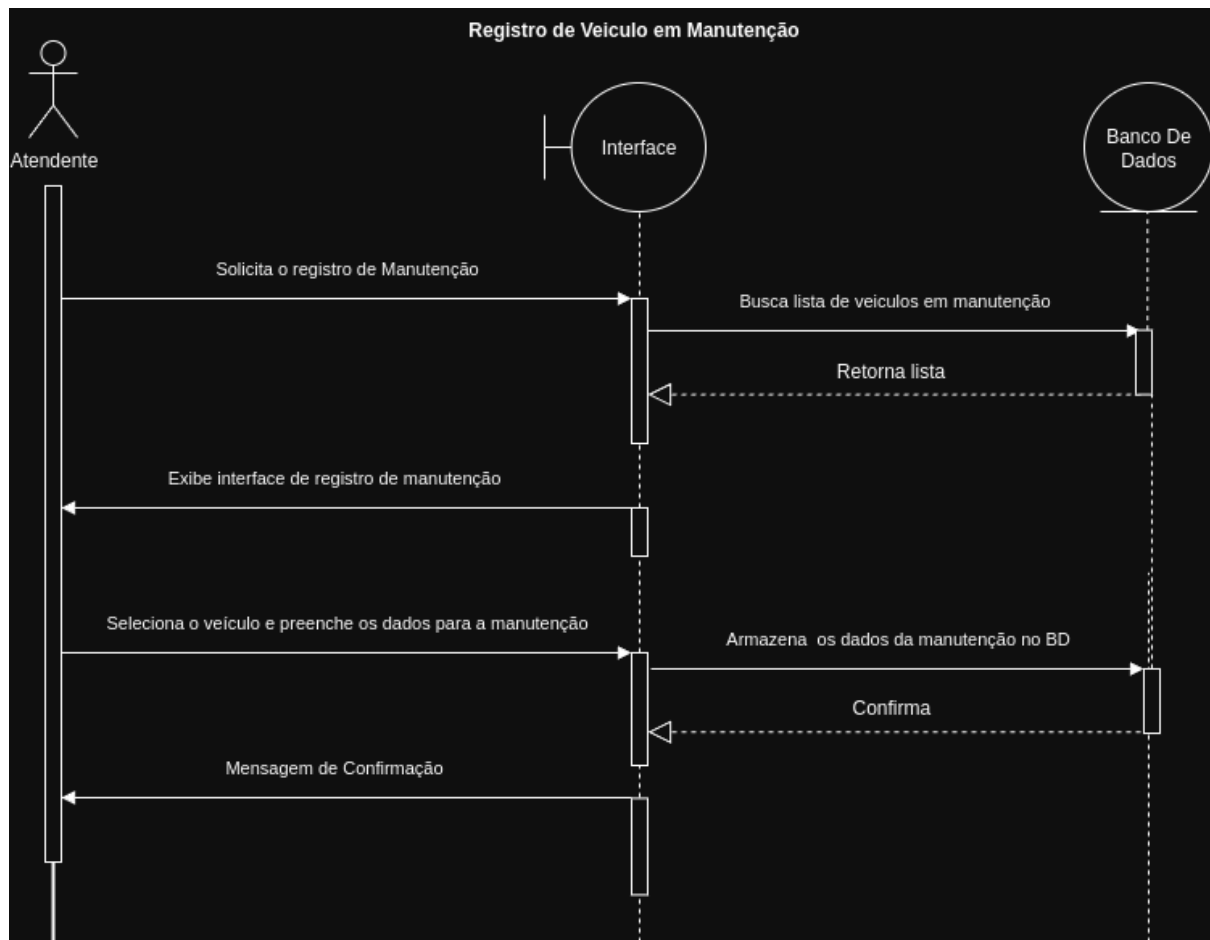 Registro de Veiculo em Manutenção
Atendente
Interface
Banco De
Dados
Solicita o registro de Manutenção
Busca lista de veiculos em manutenção
Retorna lista
Exibe interface de registro de manutenção
Seleciona o veículo e preenche os dados para a manutenção
Armazena os dados da manutenção no BD
Confirma
Mensagem de Confirmação